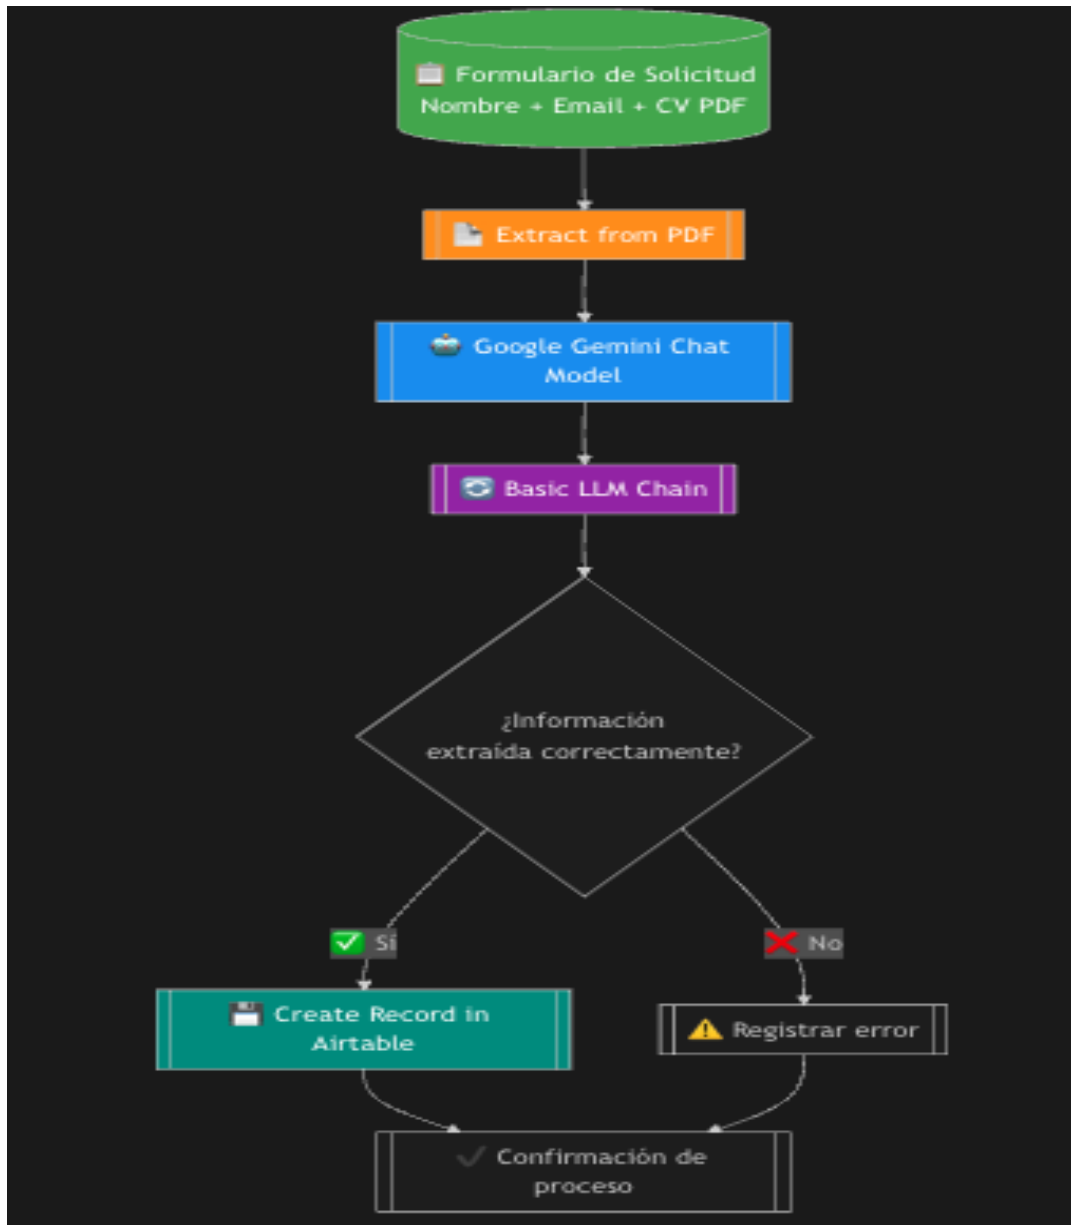 📋 Formulario de Solicitud
Nombre + Email + CV PDF
📄 Extract from PDF
🤖 Google Gemini Chat
Model
🔄 Basic LLM Chain
¿Información
extraída correctamente?
✅ Sí
❌ No
💾 Create Record in
Airtable
⚠️ Registrar error
✔️ Confirmación de
proceso